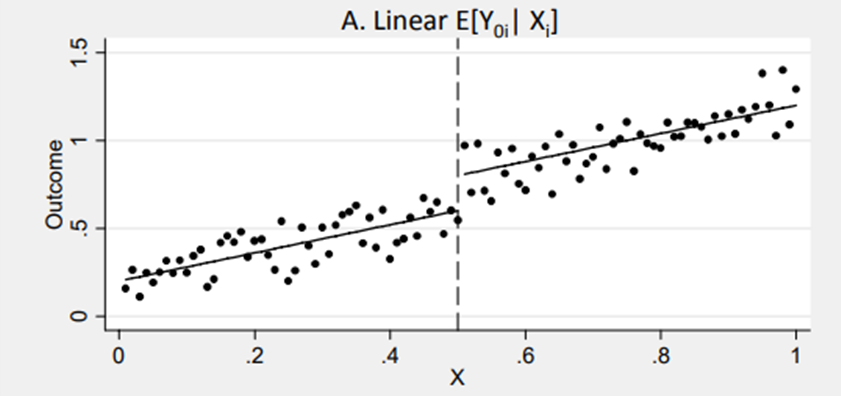 A. Linear E[Y₀ᵢ| Xᵢ]
1.5
1
.5
0
Outcome
0 .2 .4 .6 .8 1
X